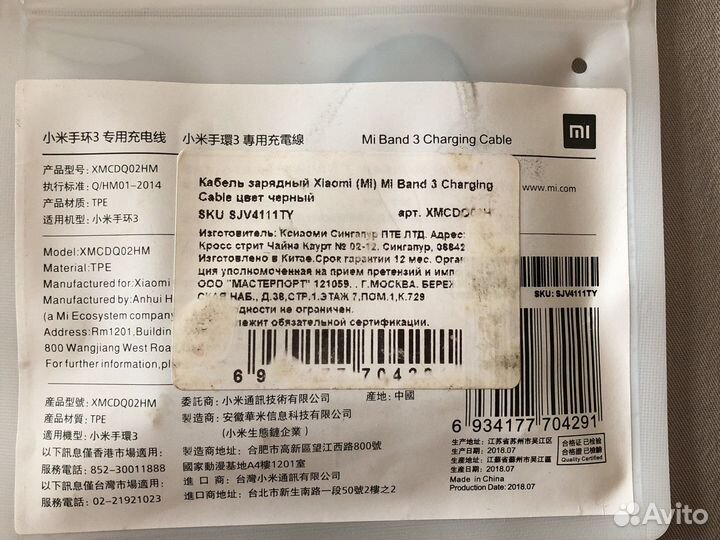 小米手环3 专用充电线
小米手環3 專用充電線
Mi Band 3 Charging Cable
mi
产品型号: XMCDQ02HM
执行标准: Q/HM01-2014
产品材质: TPE
适用机型: 小米手环3
www.mi.com
Model:XMCDQ02HM
Material:TPE
Manufactured for:Xiaomi
Manufactured by:Anhui
(a Mi Ecosystem company
Address:Rm1201,Building
800 Wangjiang West Road
For further information,
Кабель зарядный Xiaomi (Mi) Mi Band 3 Charging
Cable цвет черный
SKU SJV4111TY
арт.
Изготовитель: Ксиаоми Сингапур ПТЕ ЛТД. Адрес:
Кросс стрит Чайна Каурт № 02-12. Сингапур,
Изготовлено в Китае.Срок гарантии 12 мес.
ция уполномоченная на прием претензий и
ООО "МАСТЕРПОРТ" 121059. . Г.МОСКВА.
НАБ., Д.38,СТР.1.ЭТАЖ 7,ПОМ.1,К.729
не ограничен.
обязательной сертификации.
SKU: SJV4111TY
產品型號: XMCDQ02HM
產品材質: TPE
適用機型: 小米手環3
以下訊息僅香港市場適用:
服務電話: 852-30011888
以下訊息僅台灣市場適用:
服務電話: 02-21921023
委託商: 小米通訊技術有限公司
產地: 中國
製造商: 安徽華米信息科技有限公司
(小米生態鏈企業)
製造商地址: 合肥市高新區望江西路800號
國家動漫基地A4樓1201室
進 口 商: 台灣小米通訊有限公司
進口商地址: 台北市新生南路一段50號2樓之2
6 934177 704291
生产地址: 江苏省苏州市吴江区
生产日期: 2018.07
生產地址: 江蘇省蘇州市吳江區
生產日期: 2018.07
Made in China
Production Date: 2018.07
合格证 已检验
合格證 已檢驗
Quality Certified
Avito